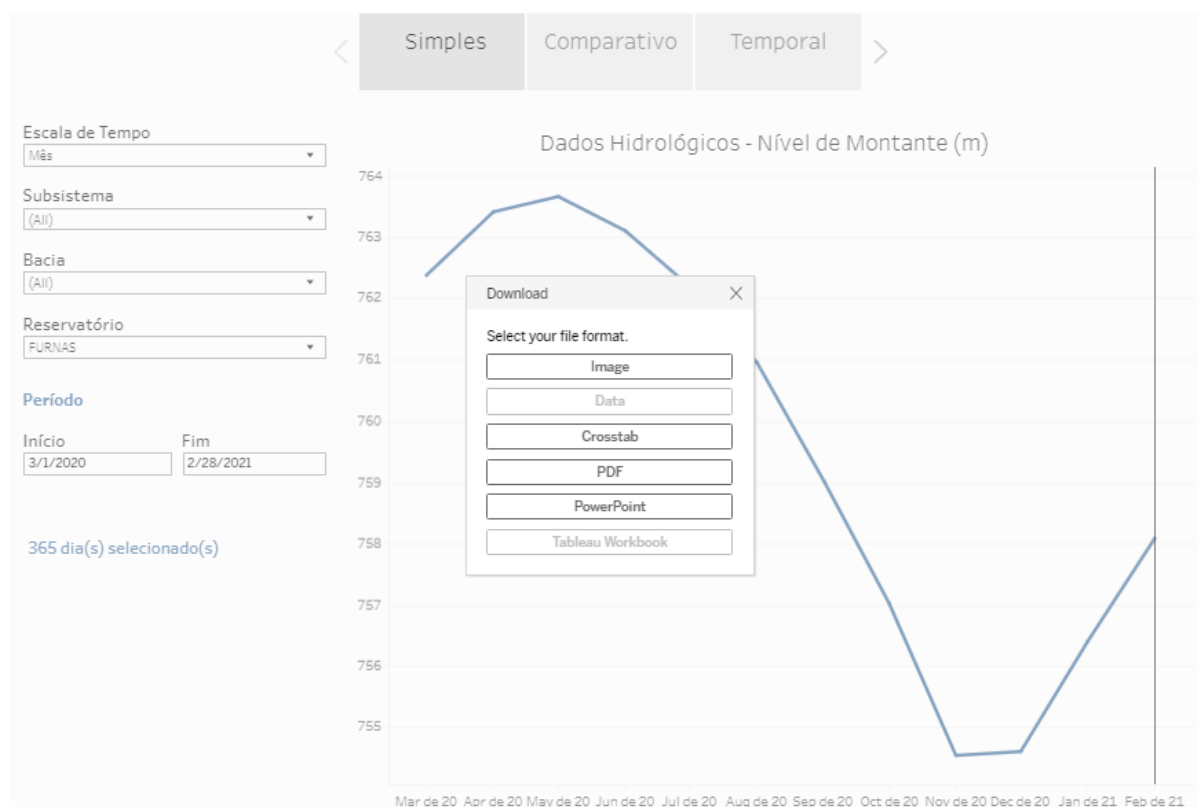 Simples Comparativo Temporal
Escala de Tempo
Mês
Subsistema
(All)
Bacia
(All)
Reservatório
FURNAS
Período
Início Fim
3/1/2020 2/28/2021
365 dia(s) selecionado(s)
Dados Hidrológicos - Nível de Montante (m)
764
763
762
761
760
759
758
757
756
755
Mar de 20 Apr de 20 May de 20 Jun de 20 Jul de 20 Aug de 20 Sep de 20 Oct de 20 Nov de 20 Dec de 20 Jan de 21 Feb de 21
Download
Select your file format.
Image
Data
Crosstab
PDF
PowerPoint
Tableau Workbook